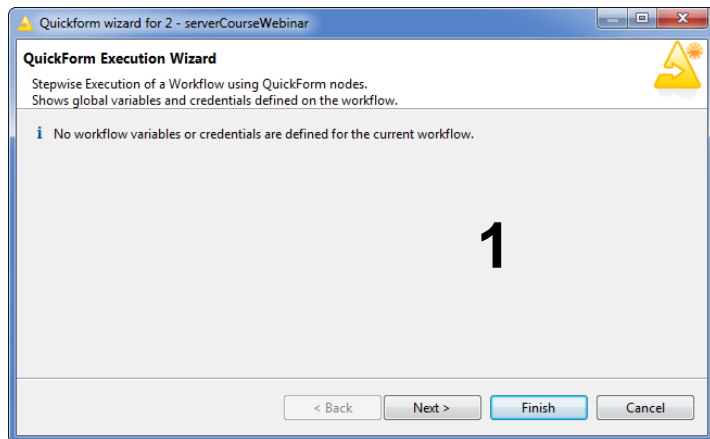 Quickform wizard for 2 - serverCourseWebinar
QuickForm Execution Wizard
Stepwise Execution of a Workflow using QuickForm nodes.
Shows global variables and credentials defined on the workflow.
i No workflow variables or credentials are defined for the current workflow.
1
< Back Next > Finish Cancel